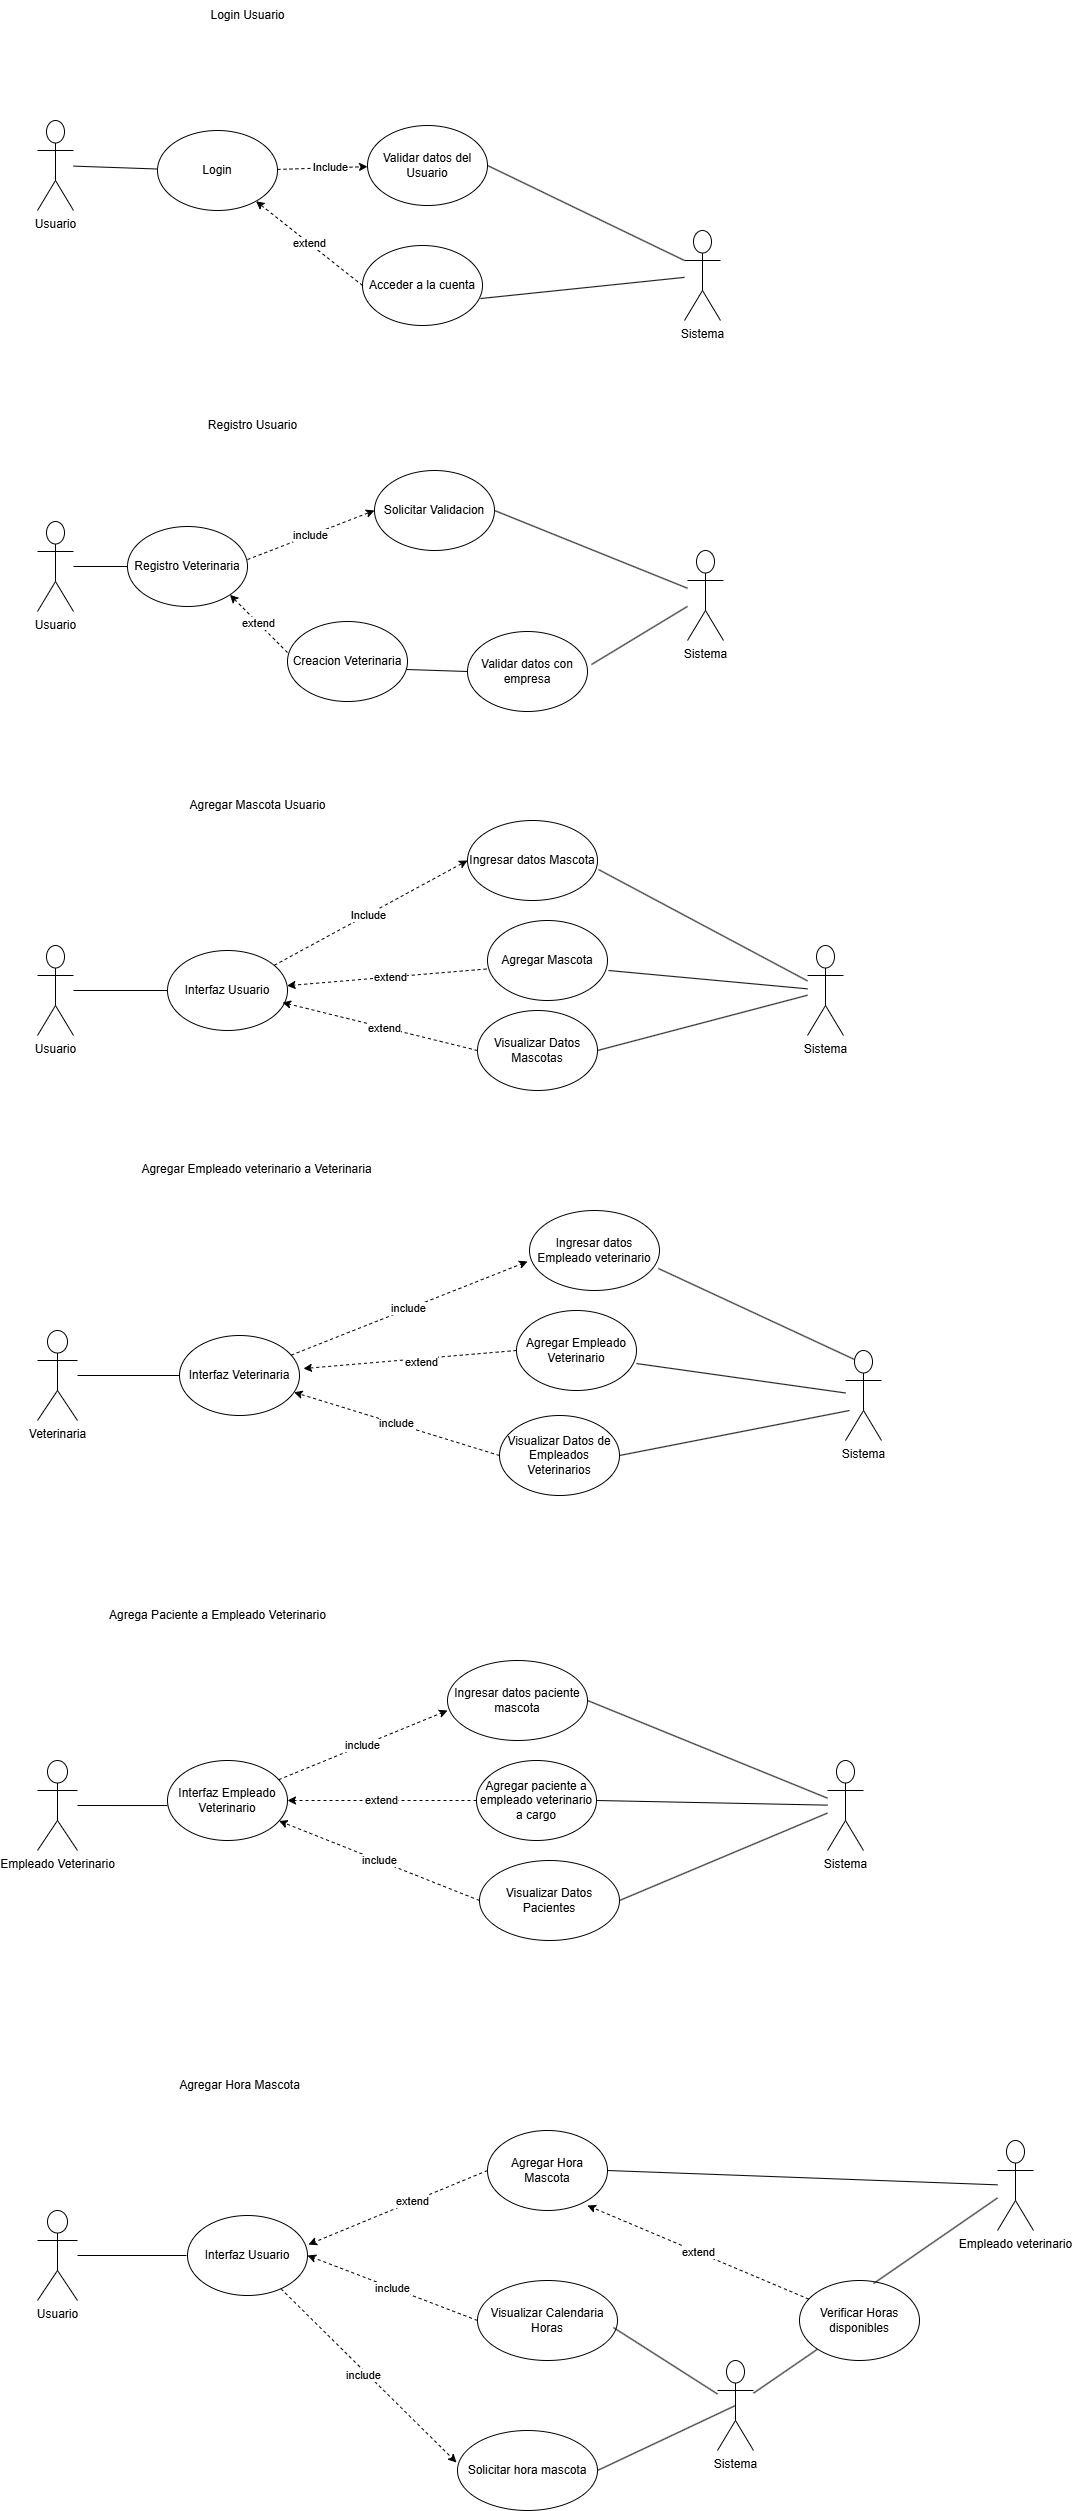 Login Usuario
Usuario
Login
Include
Validar datos del
Usuario
extend
Acceder a la cuenta
Sistema
Registro Usuario
Usuario
Registro Veterinaria
include
Solicitar Validacion
extend
Creacion Veterinaria
Validar datos con
empresa
Sistema
Agregar Mascota Usuario
Usuario
Interfaz Usuario
Include
Ingresar datos Mascota
extend
Agregar Mascota
extend
Visualizar Datos
Mascotas
Sistema
Agregar Empleado veterinario a Veterinaria
Veterinaria
Interfaz Veterinaria
include
Ingresar datos
Empleado veterinario
extend
Agregar Empleado
Veterinario
include
Visualizar Datos de
Empleados
Veterinarios
Sistema
Agrega Paciente a Empleado Veterinario
Empleado Veterinario
Interfaz Empleado
Veterinario
include
Ingresar datos paciente
mascota
extend
Agregar paciente a
empleado veterinario
a cargo
include
Visualizar Datos
Pacientes
Sistema
Agregar Hora Mascota
Usuario
Interfaz Usuario
extend
Agregar Hora
Mascota
Empleado veterinario
extend
include
Visualizar Calendaria
Horas
Verificar Horas
disponibles
include
Solicitar hora mascota
Sistema